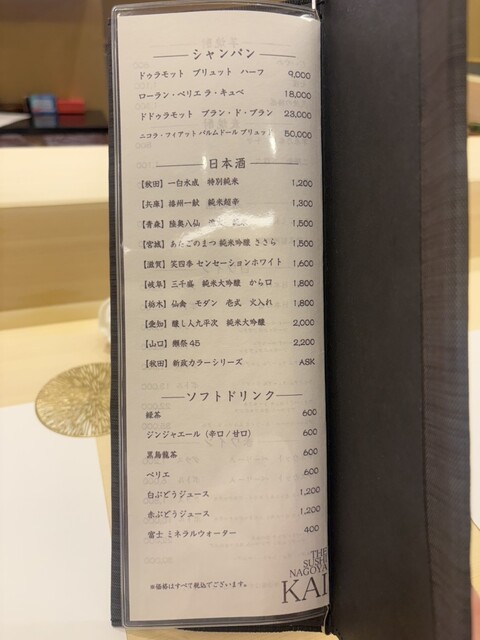 シャンパン
ドゥラモット ブリュット ハーフ 9,000
ローラン・ペリエ ラ・キュベ 18,000
ドゥラモット ブラン・ド・ブラン 23,000
ニコラ・フィアット パルムドール ブリュット 50,000
日本酒
【秋田】一白水成 特別純米 1,200
【兵庫】播州一献 純米超辛 1,300
【青森】陸奥八仙 1,500
【宮城】あたごのまつ 純米吟醸 ささら 1,500
【滋賀】笑四季 センセーションホワイト 1,600
【岐阜】三千盛 純米大吟醸 から口 1,800
【栃木】仙禽 モダン 壱式 火入れ 1,800
【愛知】醸し人九平次 純米大吟醸 2,000
【山口】獺祭 45 2,200
【秋田】新政カラーシリーズ ASK
ソフトドリンク
緑茶 600
ジンジャエール（辛口/甘口） 600
黒烏龍茶 600
ペリエ 600
白ぶどうジュース 1,200
赤ぶどうジュース 1,200
富士 ミネラルウォーター 400
※価格はすべて税込でございます。
THE
SUSHI
NAGOYA
KAI